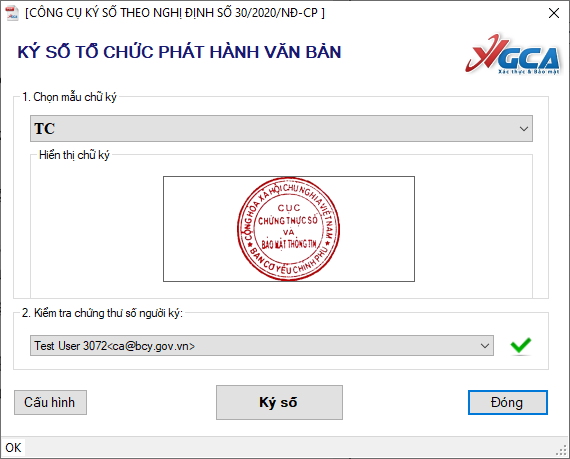 [CÔNG CỤ KÝ SỐ THEO NGHỊ ĐỊNH SỐ 30/2020/NĐ-CP ]
KÝ SỐ TỔ CHỨC PHÁT HÀNH VĂN BẢN
VGCA
Xác thực & Bảo mật
1. Chọn mẫu chữ ký
TC
Hiển thị chữ ký
CỘNG HÒA XÃ HỘI CHỦ NGHĨA VIỆT NAM
CỤC
CHỨNG THỰC SỐ
VÀ
BẢO MẬT THÔNG TIN
★ BAN CƠ YẾU CHÍNH PHỦ ★
2. Kiểm tra chứng thư số người ký:
Test User 3072<ca@bcy.gov.vn>
Cấu hình
Ký số
Đóng
OK